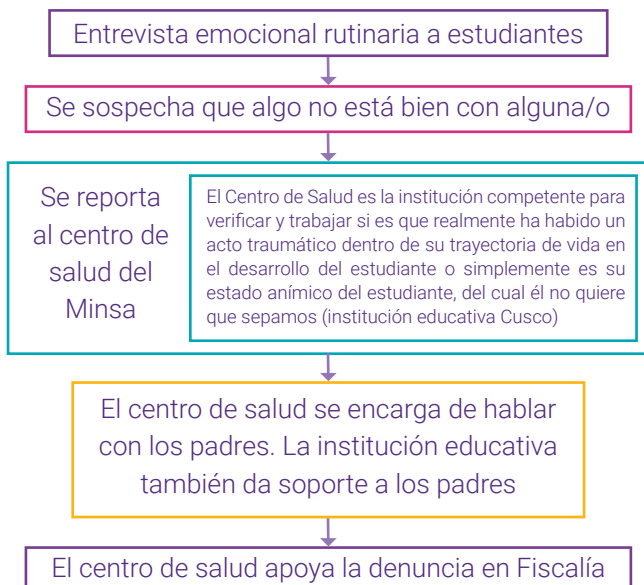 Entrevista emocional rutinaria a estudiantes
Se sospecha que algo no está bien con alguna/o
Se reporta
al centro de
salud del
Minsa
El Centro de Salud es la institución competente para
verificar y trabajar si es que realmente ha habido un
acto traumático dentro de su trayectoria de vida en
el desarrollo del estudiante o simplemente es su
estado anímico del estudiante, del cual él no quiere
que sepamos (institución educativa Cusco)
El centro de salud se encarga de hablar
con los padres. La institución educativa
también da soporte a los padres
El centro de salud apoya la denuncia en Fiscalía